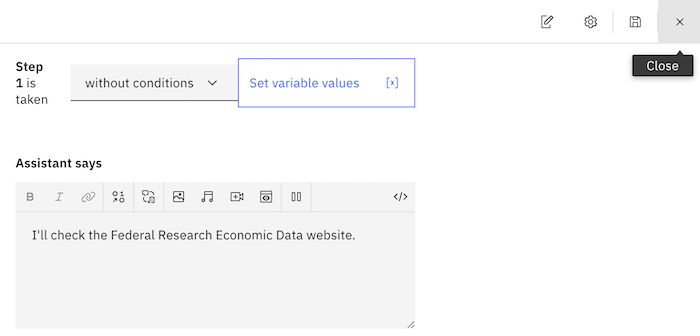 Close
Step
1 is
taken
without conditions
Set variable values [x]
Assistant says
B I </>
I'll check the Federal Research Economic Data website.